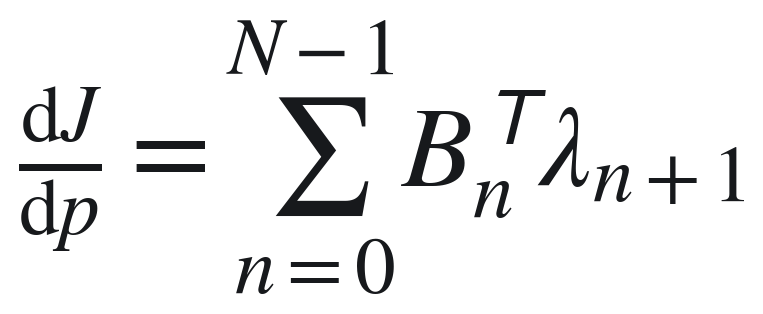 dJ/dp = ∑_{n=0}^{N−1} B_n^T λ_{n+1}